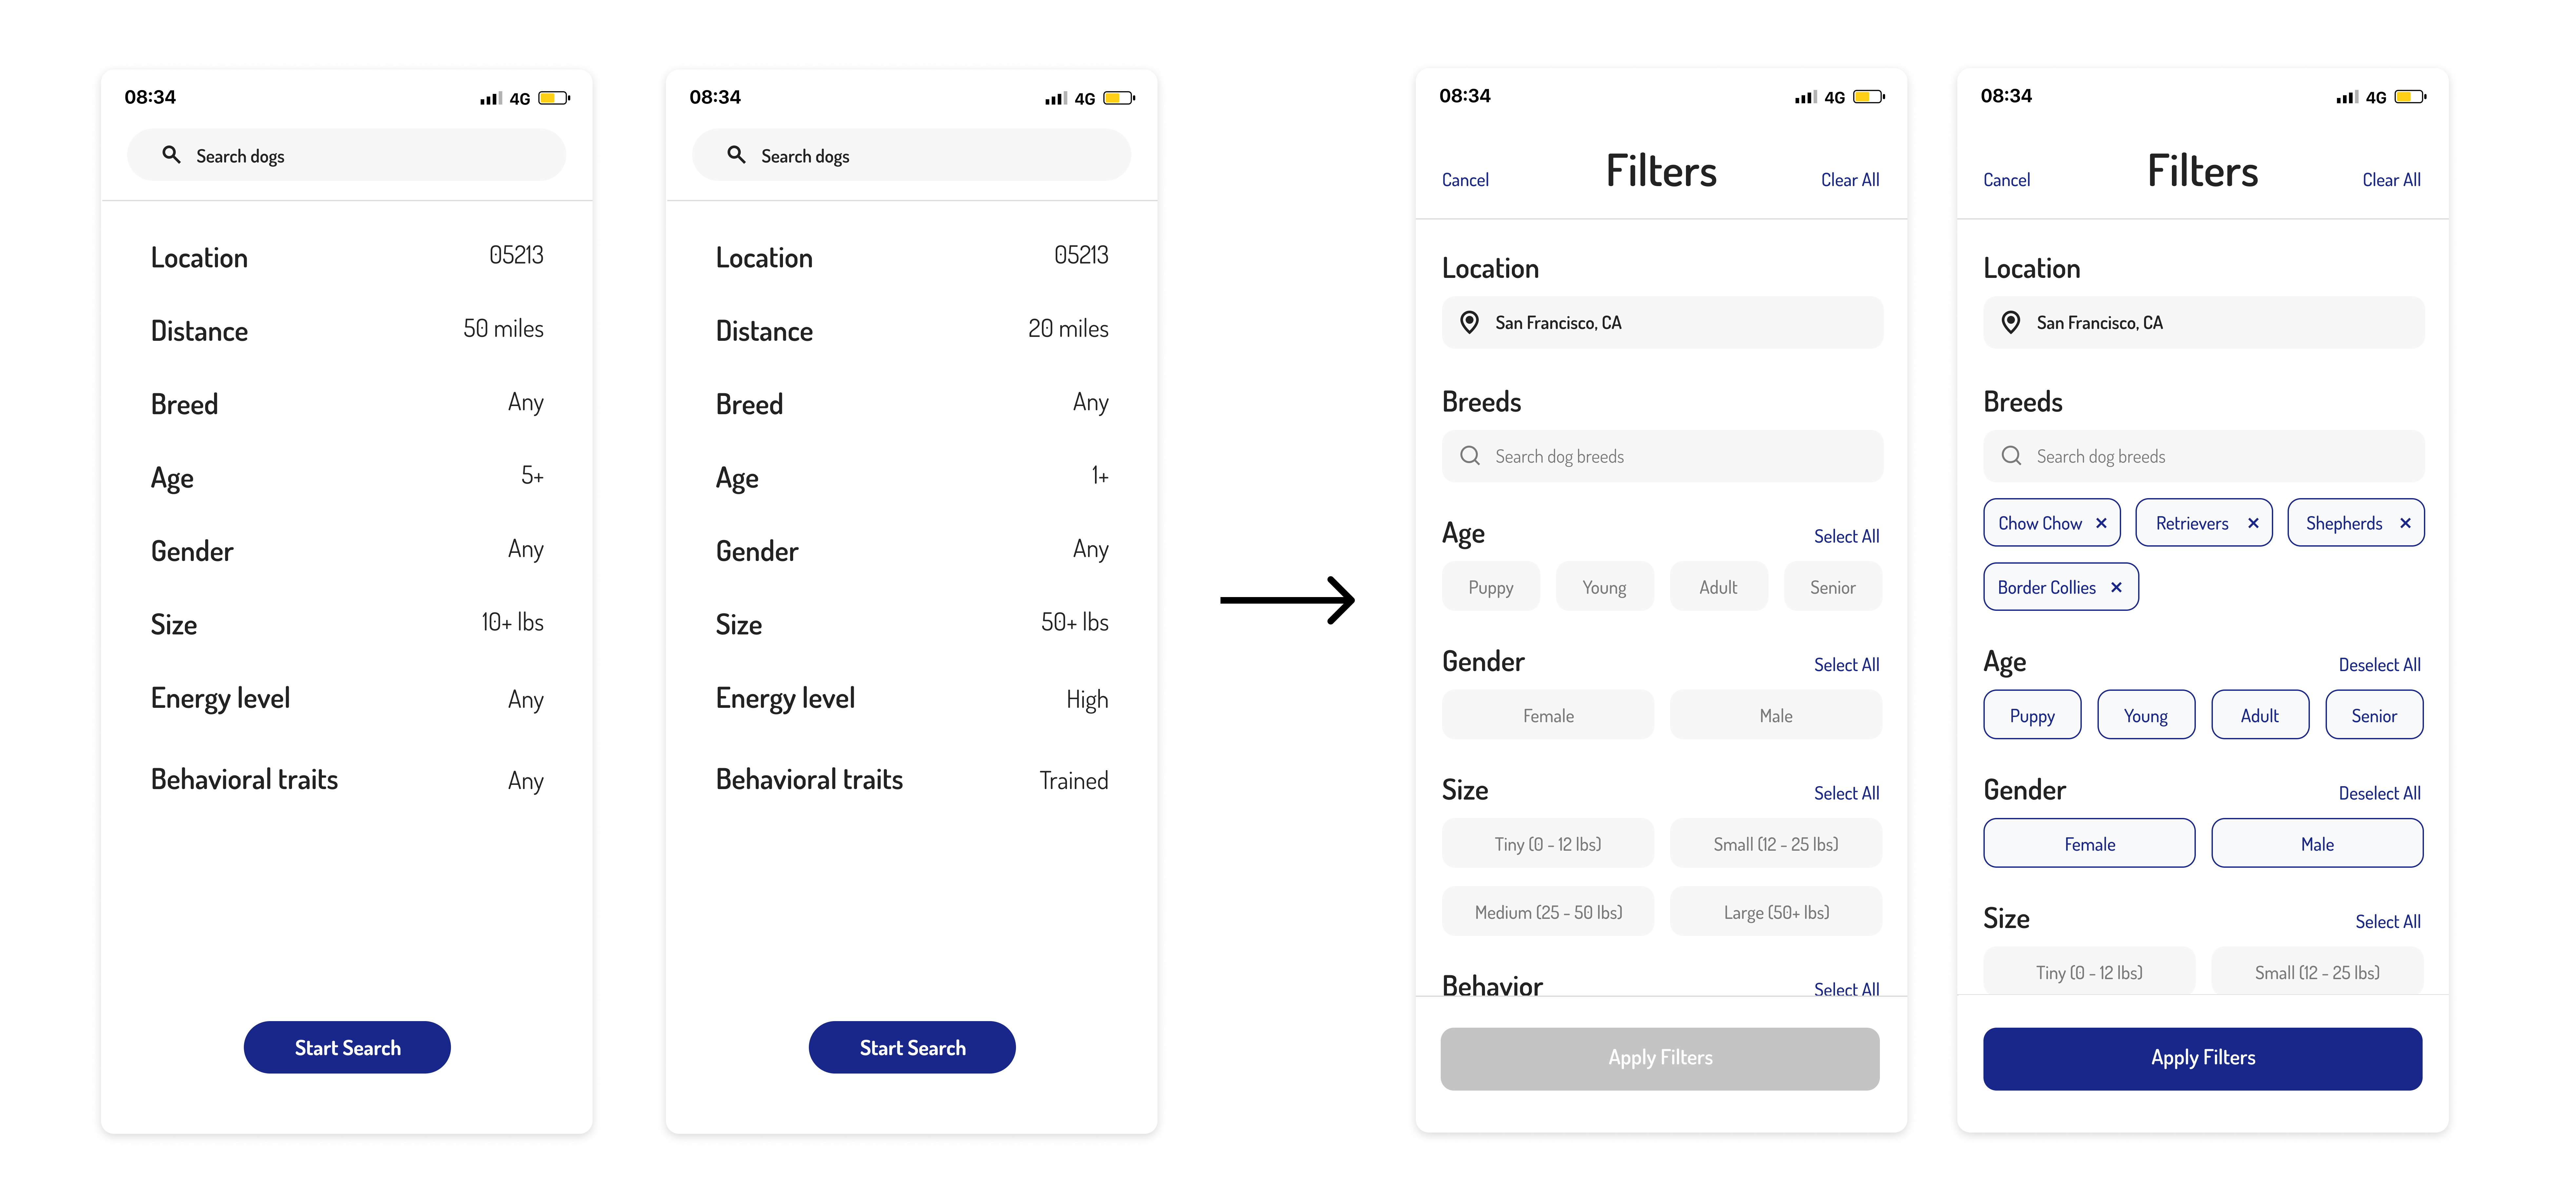 08:34 4G
Search dogs
Location 05213
Distance 50 miles
Breed Any
Age 5+
Gender Any
Size 10+ lbs
Energy level Any
Behavioral traits Any
Start Search
08:34 4G
Search dogs
Location 05213
Distance 20 miles
Breed Any
Age 1+
Gender Any
Size 50+ lbs
Energy level High
Behavioral traits Trained
Start Search
08:34 4G
Cancel Filters Clear All
Location
San Francisco, CA
Breeds
Search dog breeds
Age Select All
Puppy Young Adult Senior
Gender Select All
Female Male
Size Select All
Tiny (0 - 12 lbs) Small (12 - 25 lbs)
Medium (25 - 50 lbs) Large (50+ lbs)
Behavior Select All
Apply Filters
08:34 4G
Cancel Filters Clear All
Location
San Francisco, CA
Breeds
Search dog breeds
Chow Chow × Retrievers × Shepherds ×
Border Collies ×
Age Deselect All
Puppy Young Adult Senior
Gender Deselect All
Female Male
Size Select All
Tiny (0 - 12 lbs) Small (12 - 25 lbs)
Apply Filters